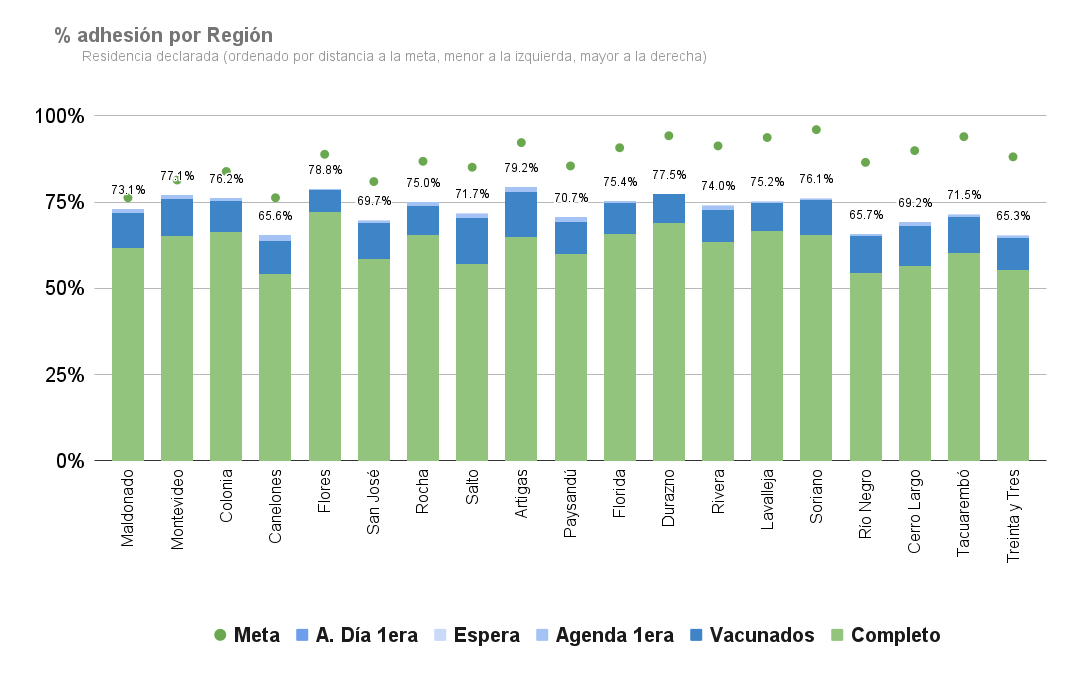 % adhesión por Región
Residencia declarada (ordenado por distancia a la meta, menor a la izquierda, mayor a la derecha)
100%
75%
50%
25%
0%
73.1%
77.1%
76.2%
65.6%
78.8%
69.7%
75.0%
71.7%
79.2%
70.7%
75.4%
77.5%
74.0%
75.2%
76.1%
65.7%
69.2%
71.5%
65.3%
Maldonado
Montevideo
Colonia
Canelones
Flores
San José
Rocha
Salto
Artigas
Paysandú
Florida
Durazno
Rivera
Lavalleja
Soriano
Río Negro
Cerro Largo
Tacuarembó
Treinta y Tres
Meta
A. Día 1era
Espera
Agenda 1era
Vacunados
Completo